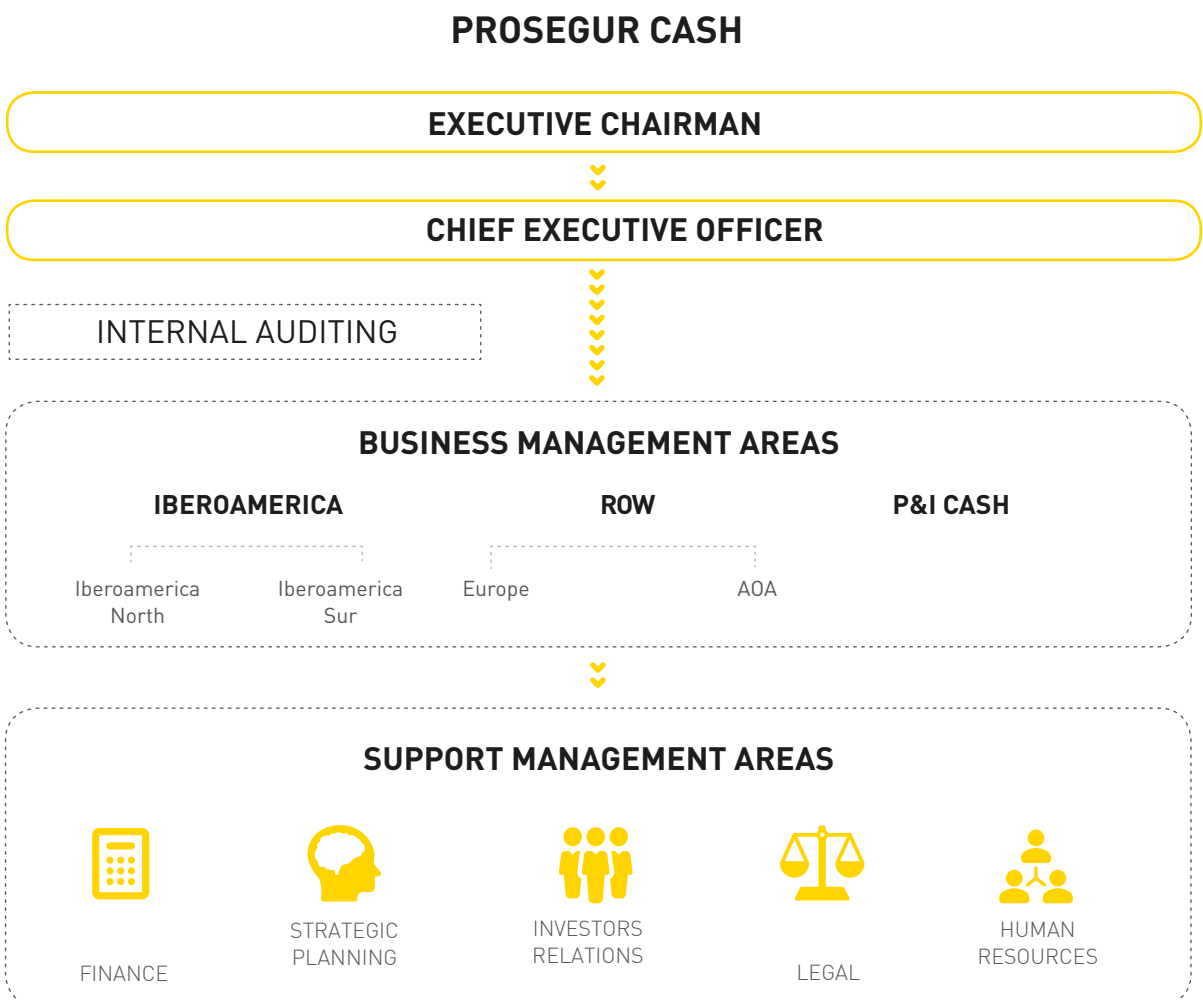 PROSEGUR CASH
EXECUTIVE CHAIRMAN
CHIEF EXECUTIVE OFFICER
INTERNAL AUDITING
BUSINESS MANAGEMENT AREAS
IBEROAMERICA
Iberoamerica
North
Iberoamerica
Sur
ROW
Europe
AOA
P&I CASH
SUPPORT MANAGEMENT AREAS
FINANCE
STRATEGIC
PLANNING
INVESTORS
RELATIONS
LEGAL
HUMAN
RESOURCES